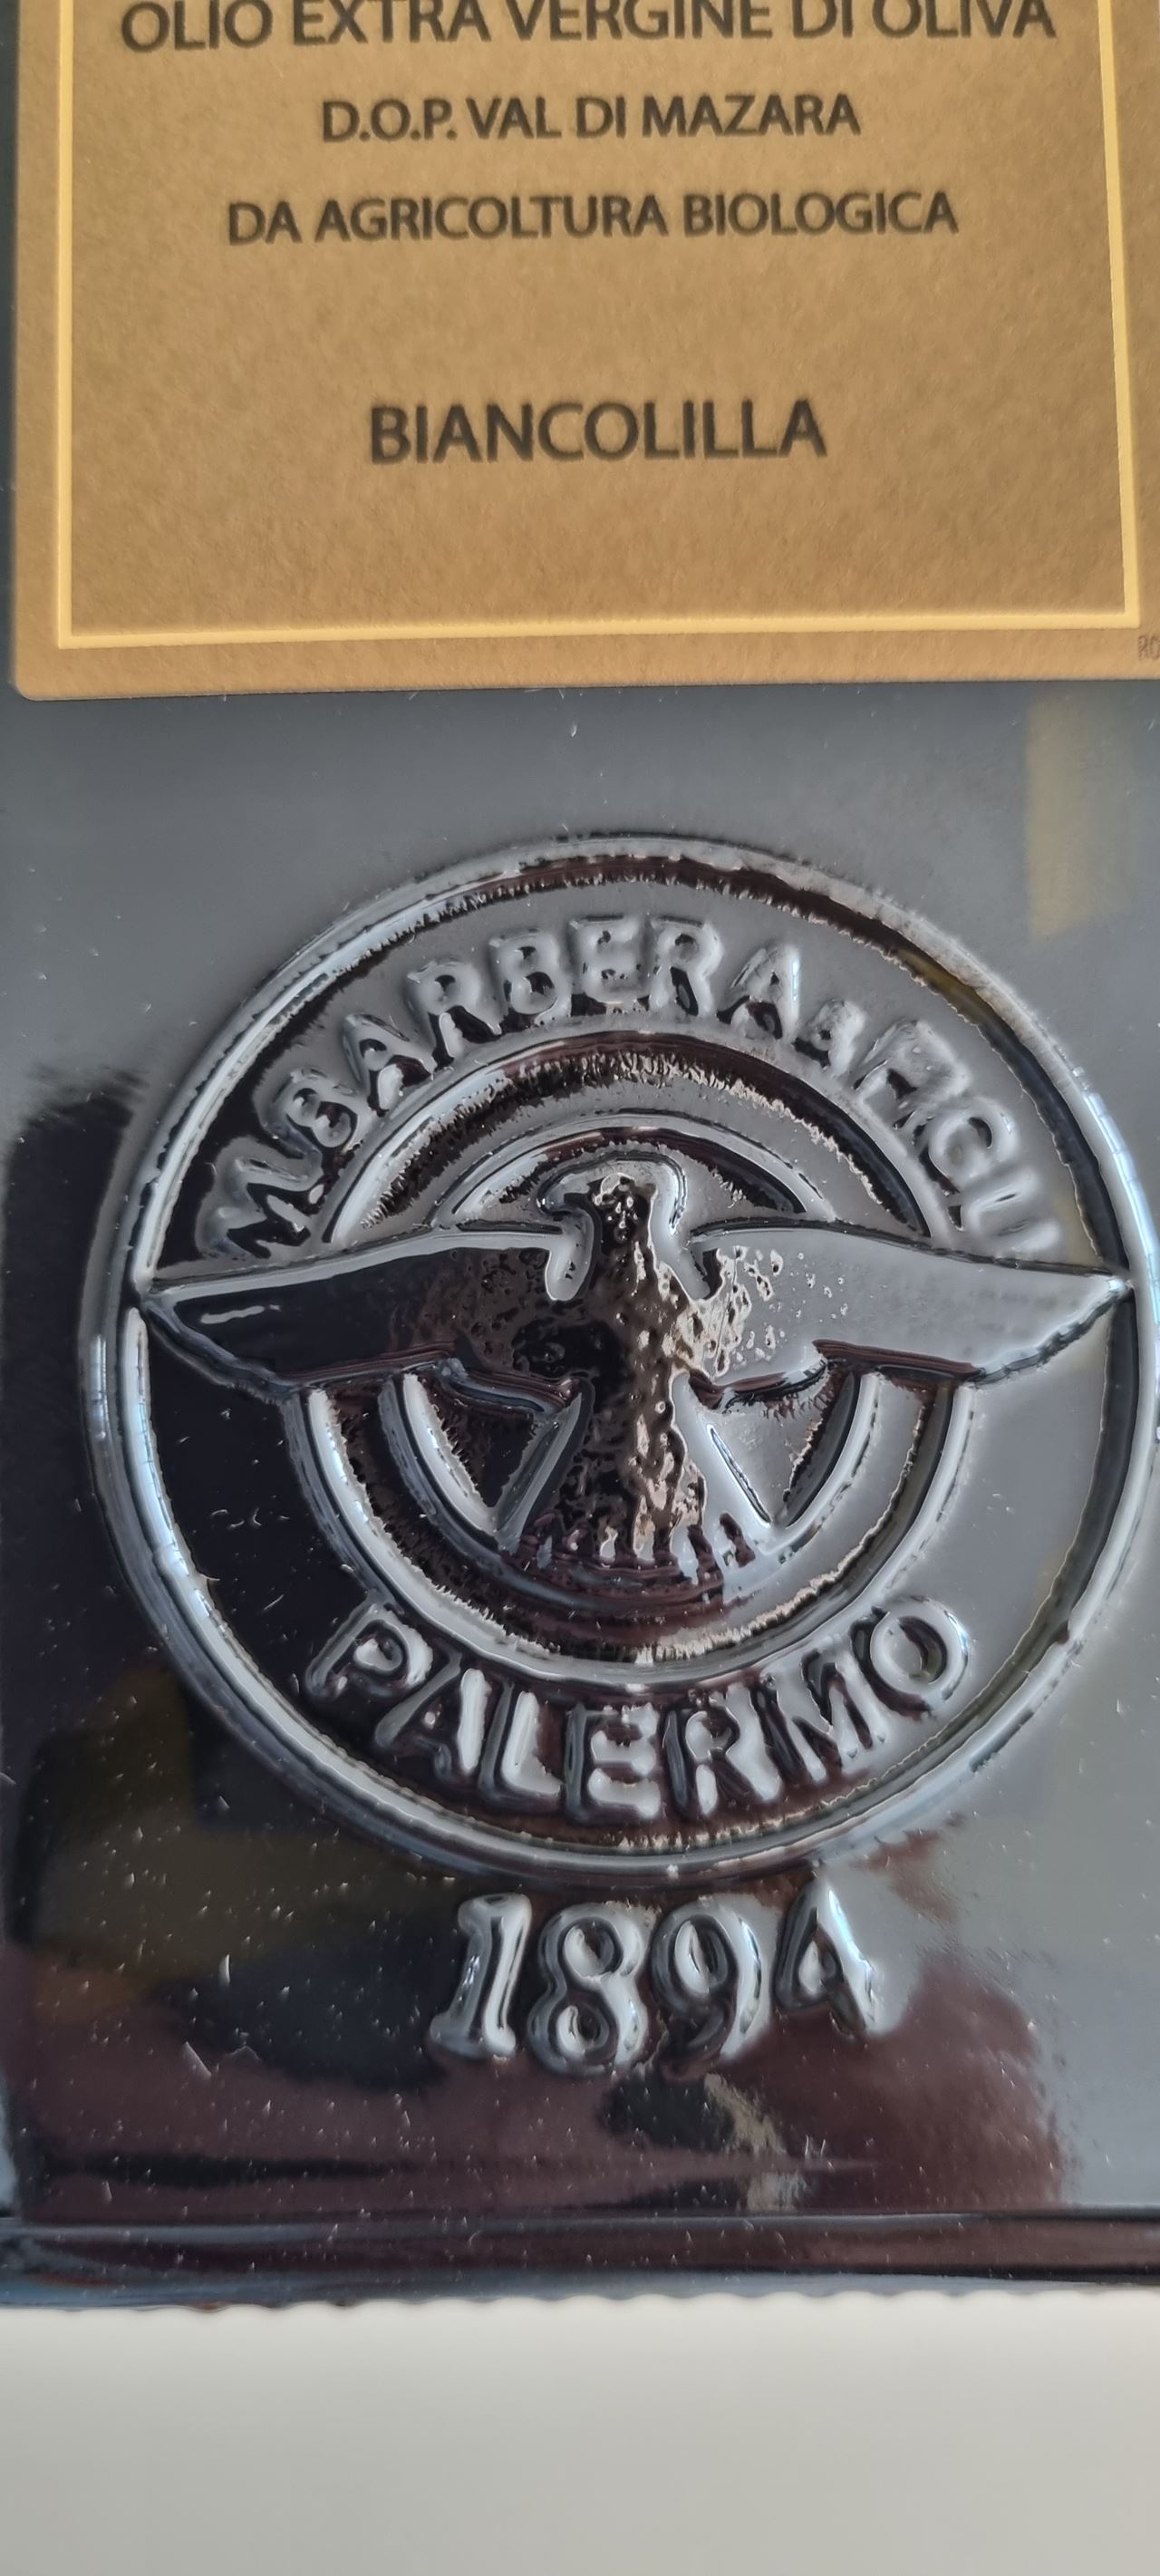 OLIO EXTRA VERGINE DI OLIVA
D.O.P. VAL DI MAZARA
DA AGRICOLTURA BIOLOGICA
BIANCOLILLA
M. BARBERA & FIGLI
PALERMO
1894